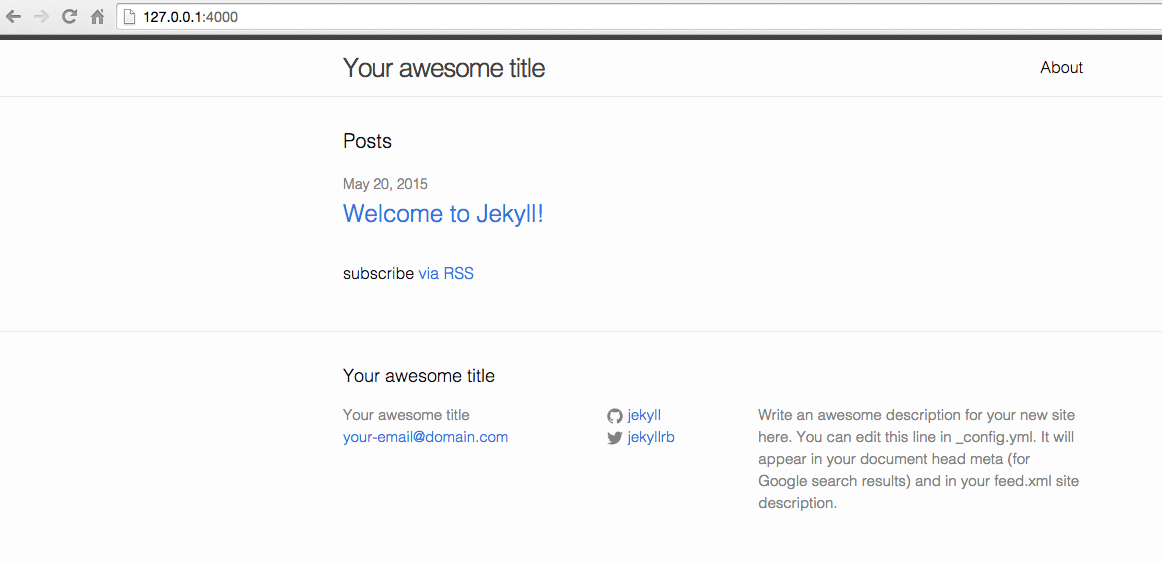 127.0.0.1:4000
Your awesome title
About
Posts
May 20, 2015
Welcome to Jekyll!
subscribe via RSS
Your awesome title
Your awesome title
your-email@domain.com
jekyll
jekyllrb
Write an awesome description for your new site
here. You can edit this line in _config.yml. It will
appear in your document head meta (for
Google search results) and in your feed.xml site
description.